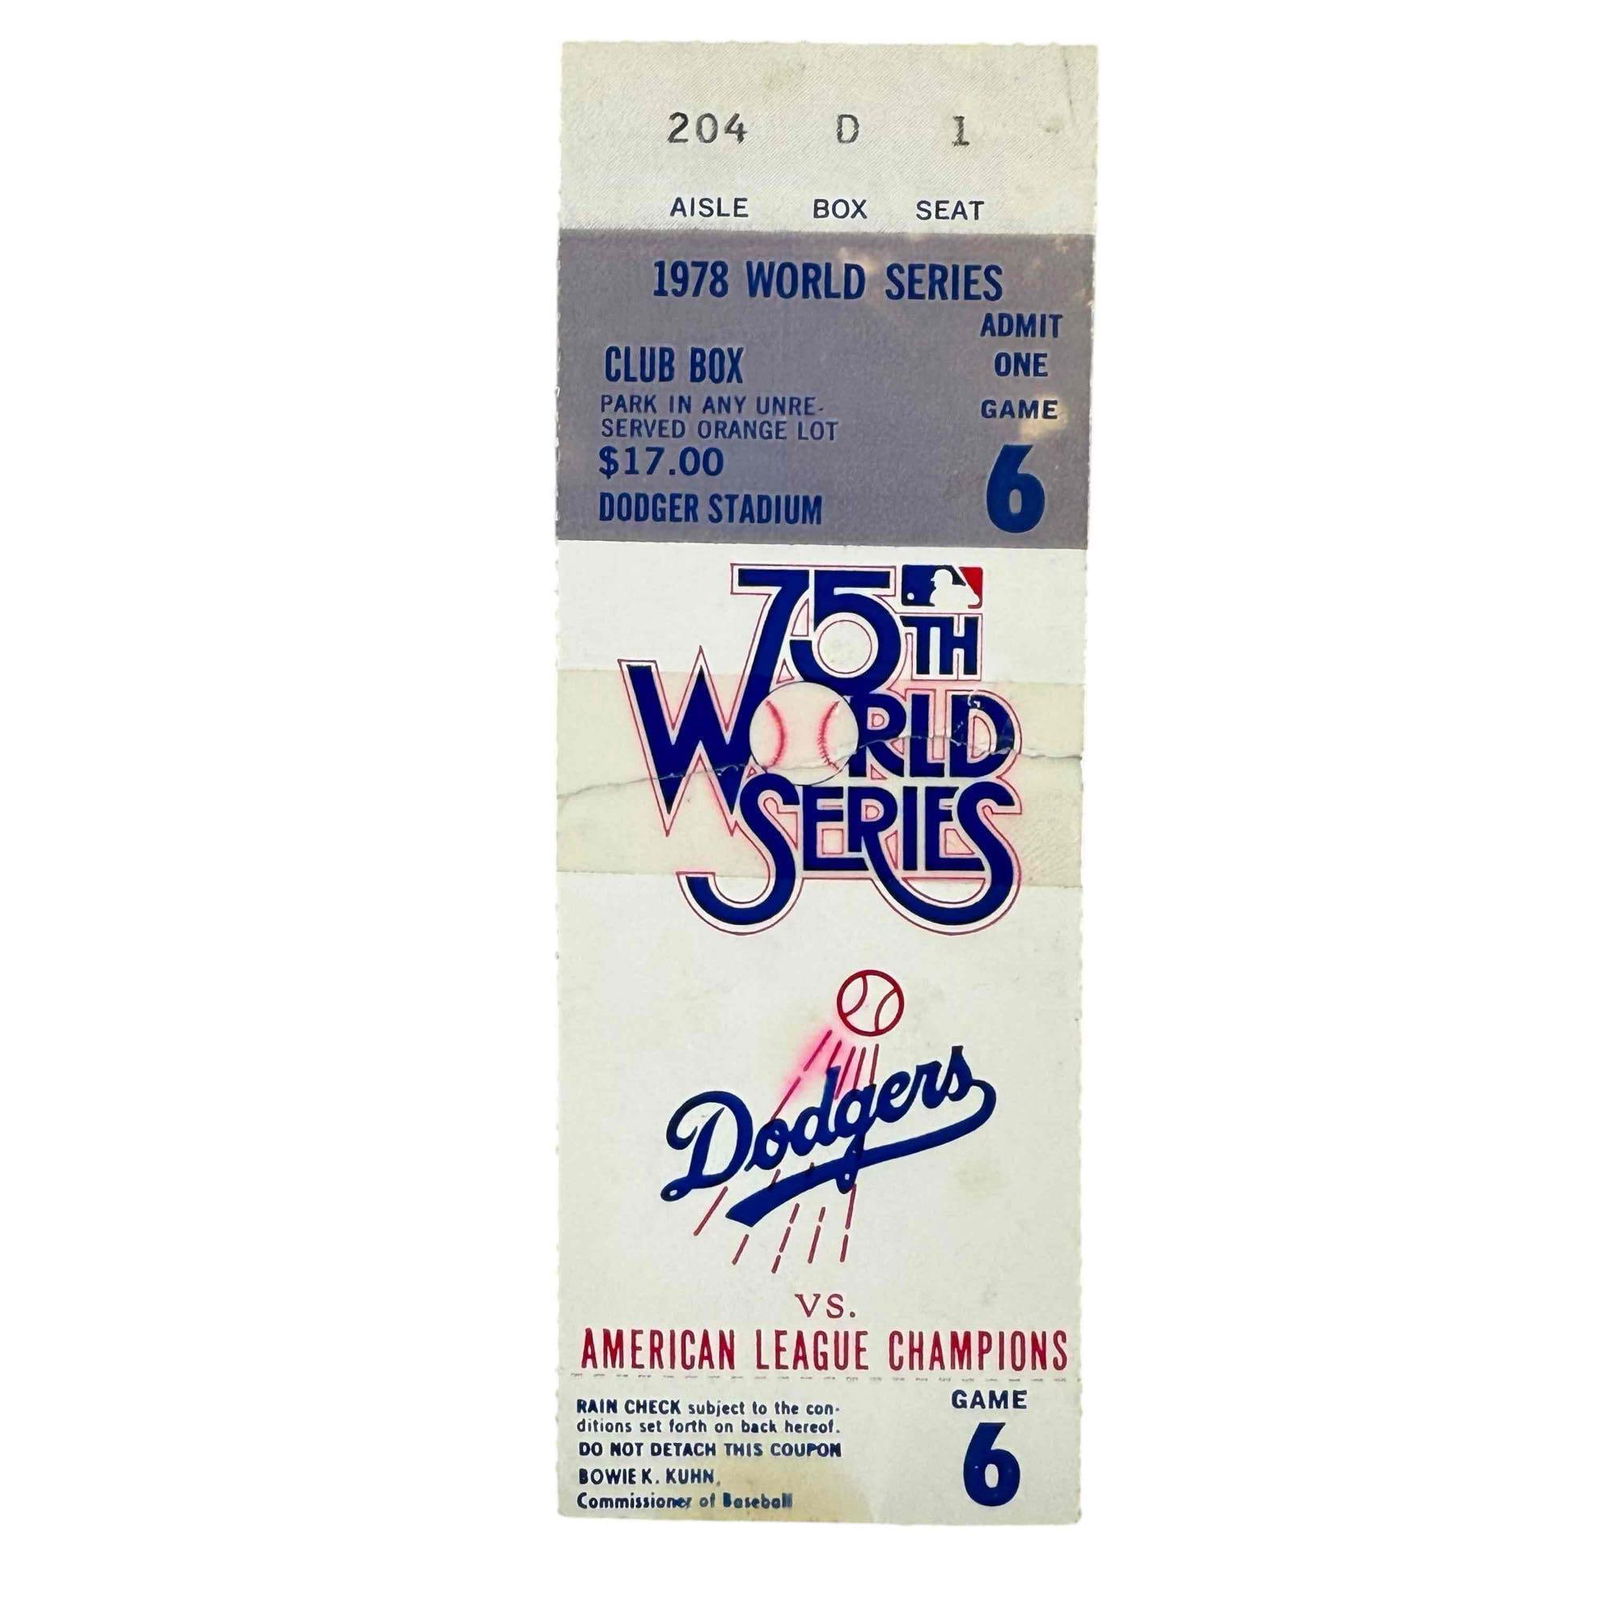 204 D 1
AISLE BOX SEAT
1978 WORLD SERIES
ADMIT
ONE
CLUB BOX
PARK IN ANY UNRE-
GAME
SERVED ORANGE LOT
$17.00
6
DODGER STADIUM
75TH
WORLD
SERIES
Dodgers
VS.
AMERICAN LEAGUE CHAMPIONS
RAIN CHECK subject to the con-
ditions set forth on back hereof.
DO NOT DETACH THIS COUPON
BOWIE K. KUHN,
Commissioner of Baseball
GAME
6